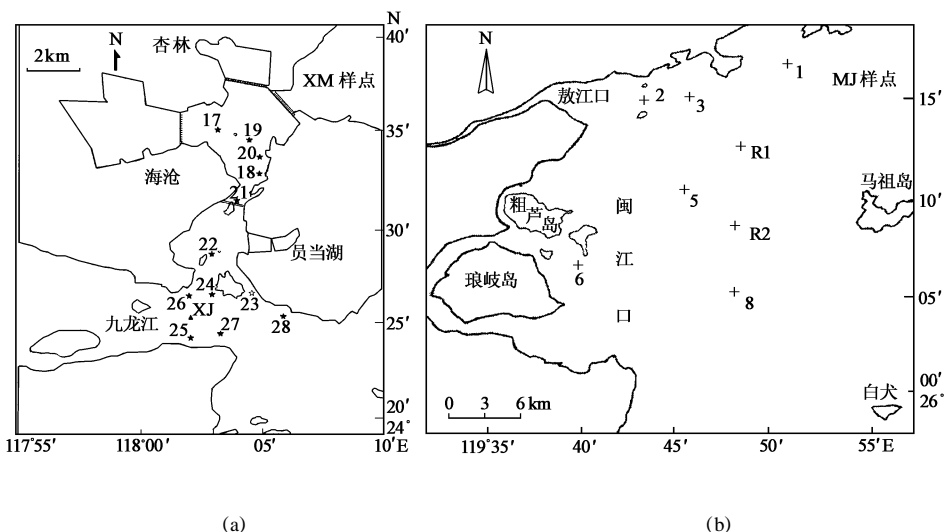 N
40′
35′
30′
25′
20′
24°
117°55′
118°00′
05′
10′E
N
2km
杏林
XM 样点
17
19
20
18
海沧
21
员当湖
22
24
23
26
XJ
九龙江
25
27
28
(a)
N
MJ 样点
1
敖江口
2
3
15′
R1
马祖岛
10′
5
粗芦岛
闽江口
R2
6
琅岐岛
8
05′
00′
26°
白犬
0 3 6 km
119°35′
40′
45′
50′
55′E
(b)